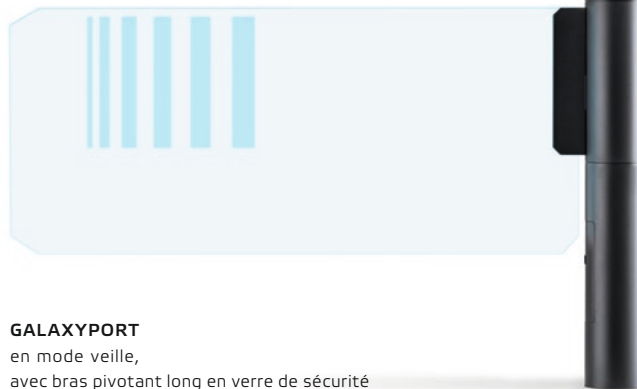 GALAXYPORT
en mode veille,
avec bras pivotant long en verre de sécurité